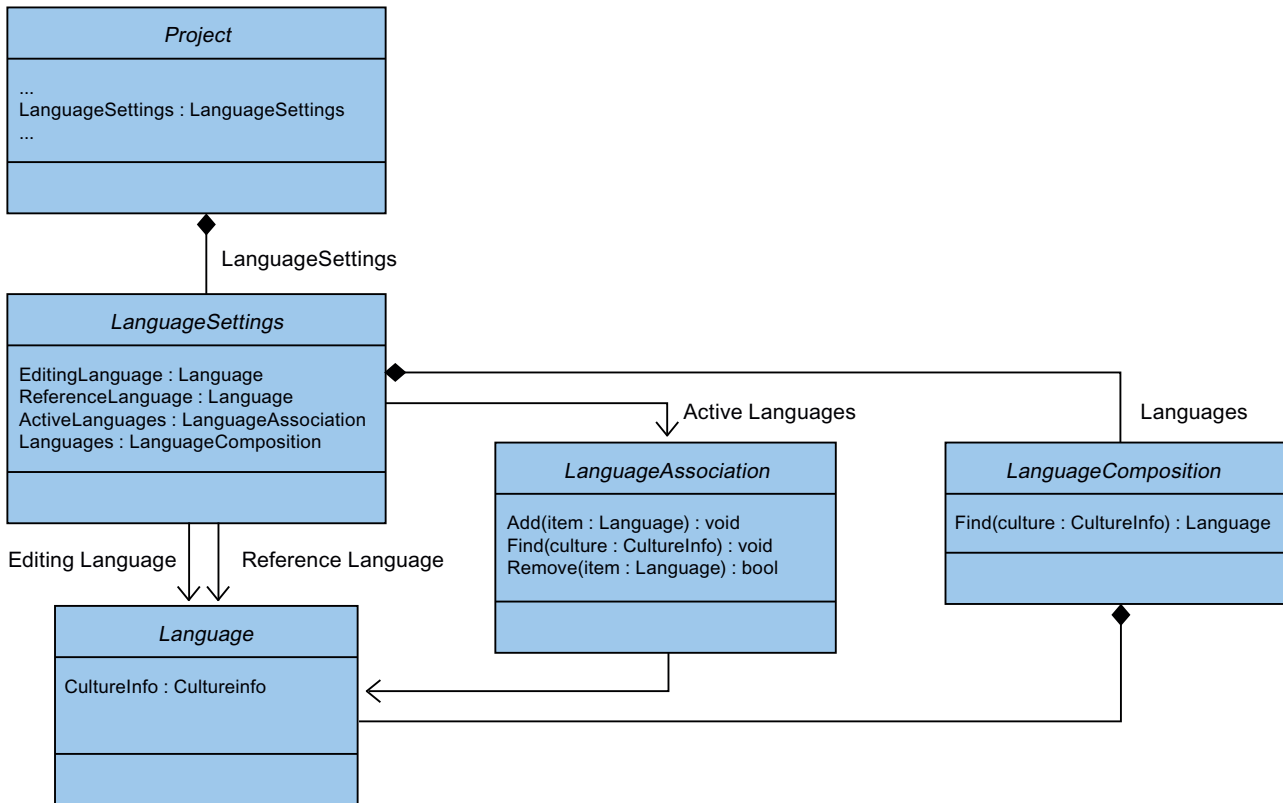 Project
...
LanguageSettings : LanguageSettings
...
LanguageSettings
LanguageSettings
EditingLanguage : Language
ReferenceLanguage : Language
ActiveLanguages : LanguageAssociation
Languages : LanguageComposition
Active Languages
Languages
LanguageAssociation
Add(item : Language) : void
Find(culture : CultureInfo) : void
Remove(item : Language) : bool
LanguageComposition
Find(culture : CultureInfo) : Language
Editing Language
Reference Language
Language
CultureInfo : Cultureinfo